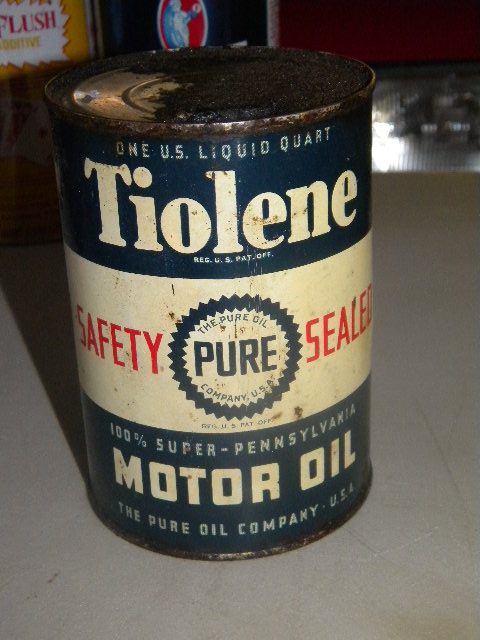 FLUSH
ADDITIVE
ONE U.S. LIQUID QUART
Tiolene
REG. U. S. PAT. OFF.
SAFETY SEALED
THE PURE OIL
PURE
COMPANY, U.S.A.
REG. U. S. PAT. OFF.
100% SUPER-PENNSYLVANIA
MOTOR OIL
THE PURE OIL COMPANY · U.S.A.